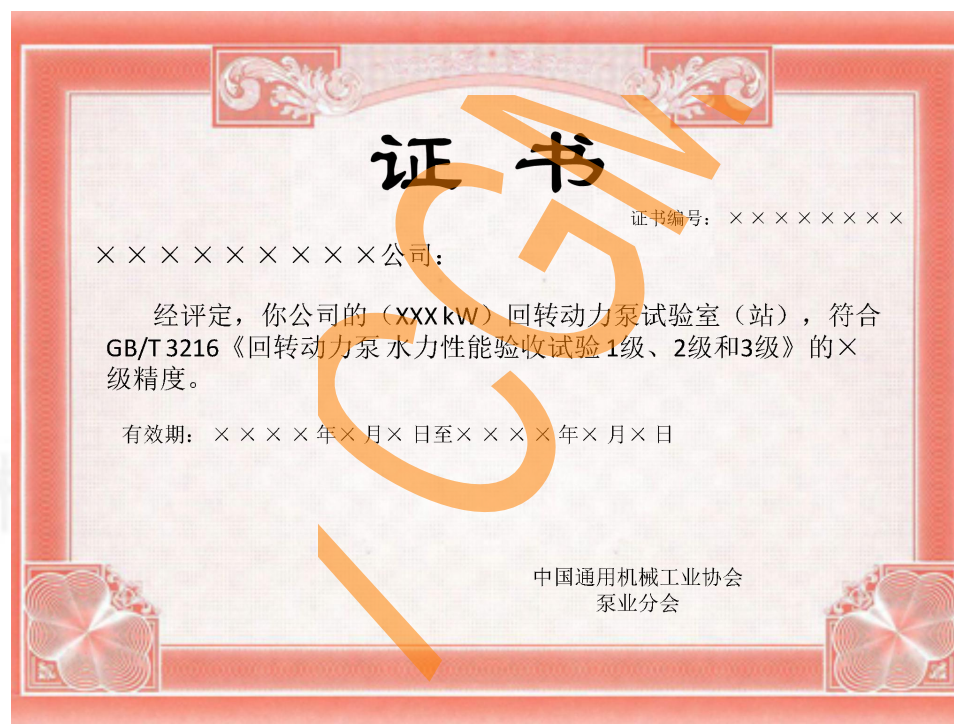 证 书
证书编号： ××××××××
×××××××××公司：
经评定，你公司的（XXX kW）回转动力泵试验室（站），符合
GB/T 3216《回转动力泵 水力性能验收试验 1级、2级和3级》的×
级精度。
有效期： ××××年×月×日至××××年×月×日
中国通用机械工业协会
泵业分会